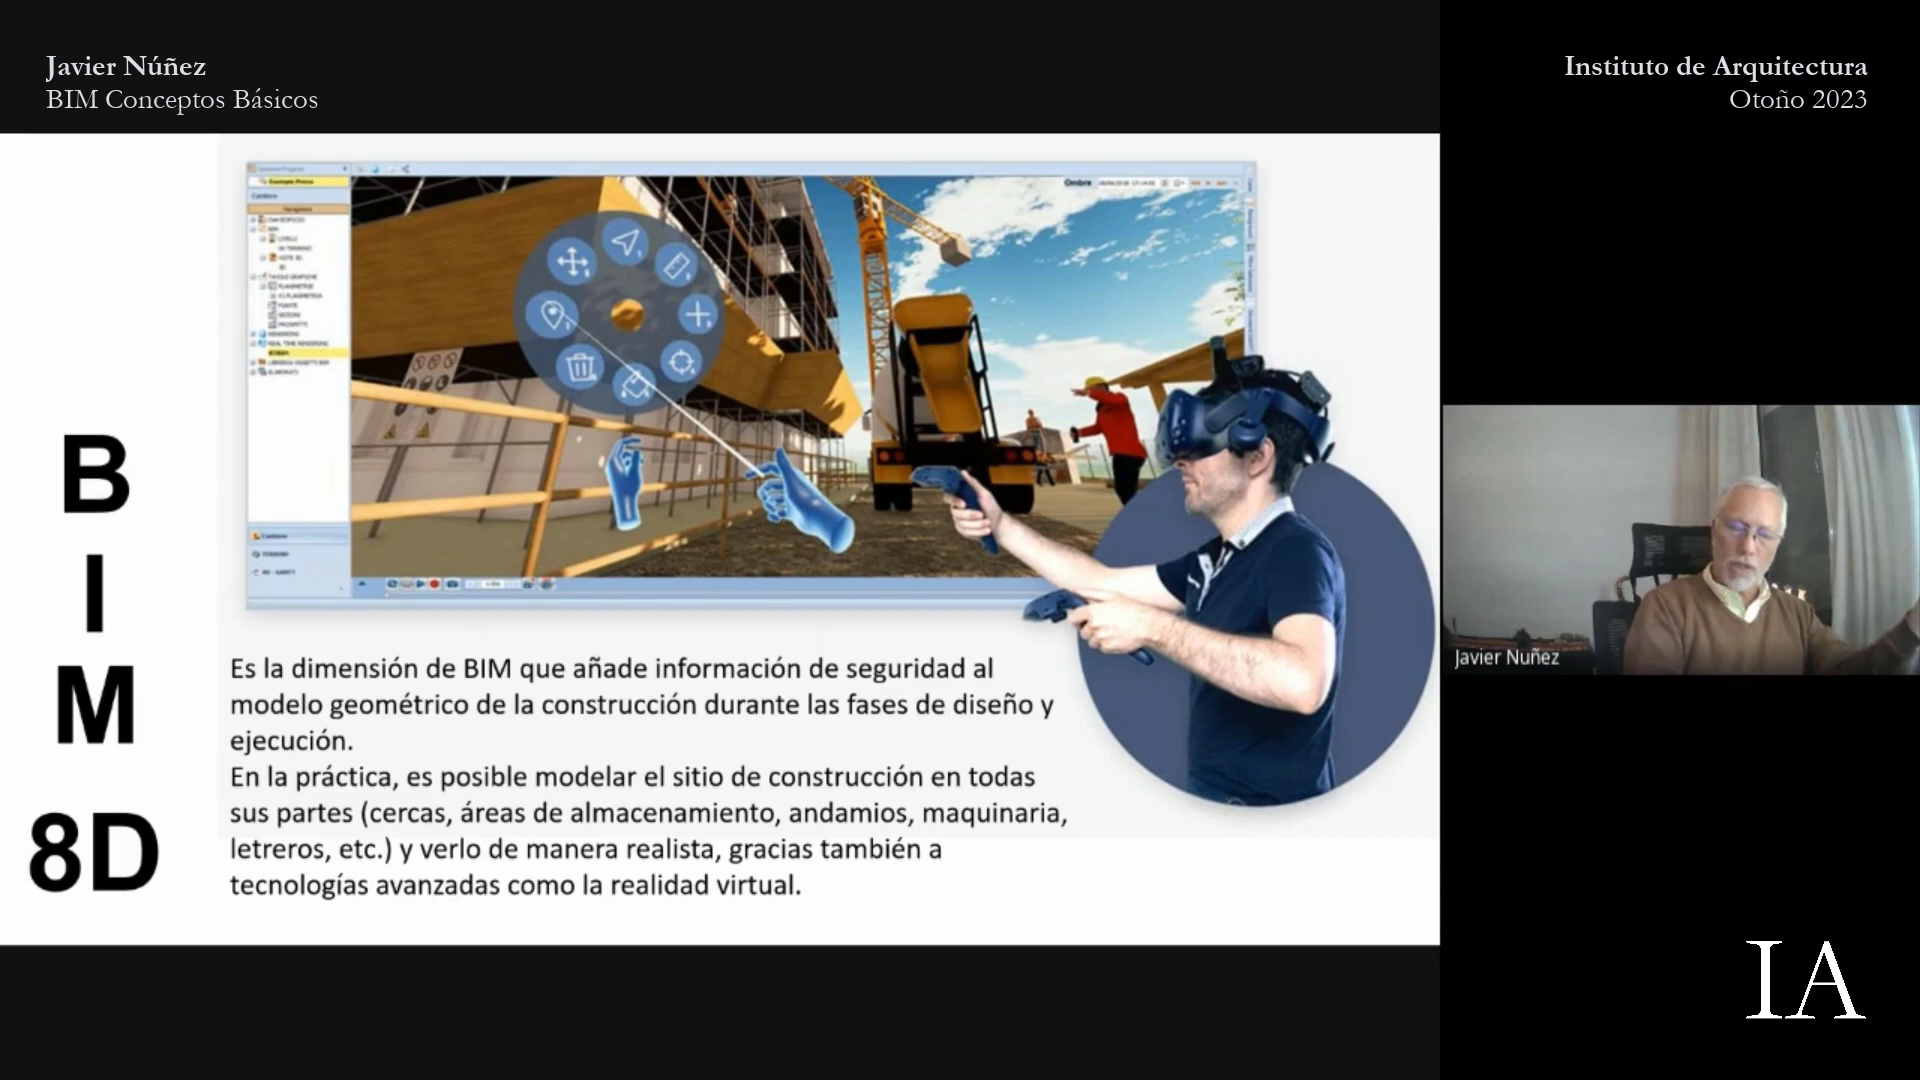 Javier Núñez
BIM Conceptos Básicos
Instituto de Arquitectura
Otoño 2023
Ombre
B
I
M
8D
Es la dimensión de BIM que añade información de seguridad al
modelo geométrico de la construcción durante las fases de diseño y
ejecución.
En la práctica, es posible modelar el sitio de construcción en todas
sus partes (cercas, áreas de almacenamiento, andamios, maquinaria,
letreros, etc.) y verlo de manera realista, gracias también a
tecnologías avanzadas como la realidad virtual.
Javier Nuñez
IA